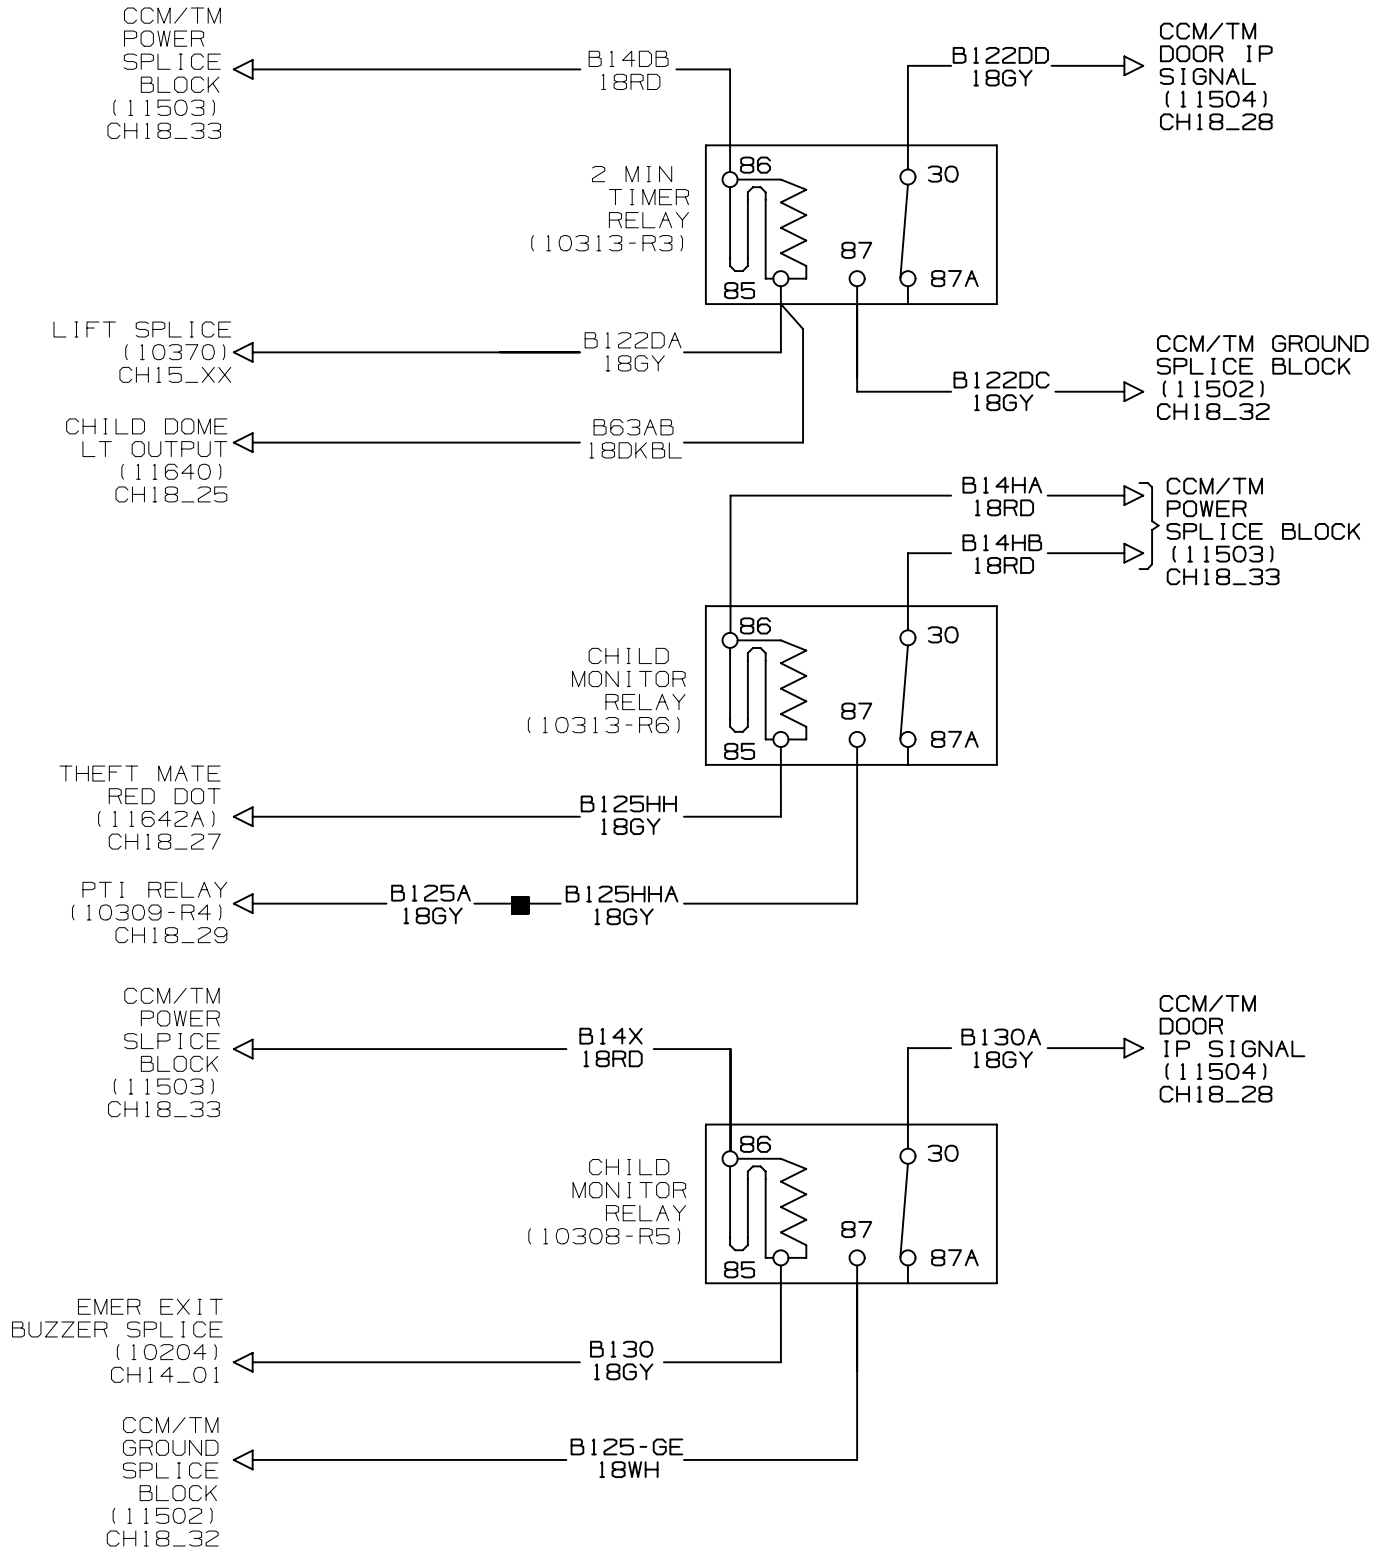 CCM/TM
POWER
SPLICE
BLOCK
(11503)
CH18_33
B14DB
18RD
B122DD
18GY
CCM/TM
DOOR IP
SIGNAL
(11504)
CH18_28
2 MIN
TIMER
RELAY
(10313-R3)
86
30
87
85
87A
LIFT SPLICE
(10370)
CH15_XX
B122DA
18GY
CCM/TM GROUND
SPLICE BLOCK
(11502)
CH18_32
B122DC
18GY
CHILD DOME
LT OUTPUT
(11640)
CH18_25
B63AB
18DKBL
B14HA
18RD
B14HB
18RD
CCM/TM
POWER
SPLICE BLOCK
(11503)
CH18_33
CHILD
MONITOR
RELAY
(10313-R6)
86
30
87
85
87A
THEFT MATE
RED DOT
(11642A)
CH18_27
B125HH
18GY
PTI RELAY
(10309-R4)
CH18_29
B125A
18GY
B125HHA
18GY
CCM/TM
POWER
SLPICE
BLOCK
(11503)
CH18_33
B14X
18RD
B130A
18GY
CCM/TM
DOOR
IP SIGNAL
(11504)
CH18_28
CHILD
MONITOR
RELAY
(10308-R5)
86
30
87
85
87A
EMER EXIT
BUZZER SPLICE
(10204)
CH14_01
B130
18GY
CCM/TM
GROUND
SPLICE
BLOCK
(11502)
CH18_32
B125-GE
18WH